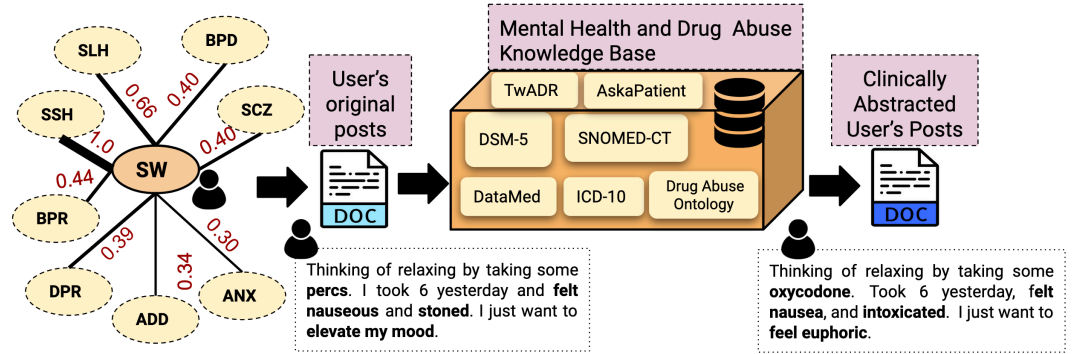 SLH
BPD
SSH
SCZ
SW
BPR
DPR
ADD
ANX
0.66
0.40
1.0
0.40
0.44
0.39
0.34
0.30
User's
original
posts
DOC
Mental Health and Drug Abuse
Knowledge Base
TwADR
AskaPatient
DSM-5
SNOMED-CT
DataMed
ICD-10
Drug Abuse
Ontology
Clinically
Abstracted
User's Posts
DOC
Thinking of relaxing by taking some
percs. I took 6 yesterday and felt
nauseous and stoned. I just want to
elevate my mood.
Thinking of relaxing by taking some
oxycodone. Took 6 yesterday, felt
nausea, and intoxicated. I just want to
feel euphoric.